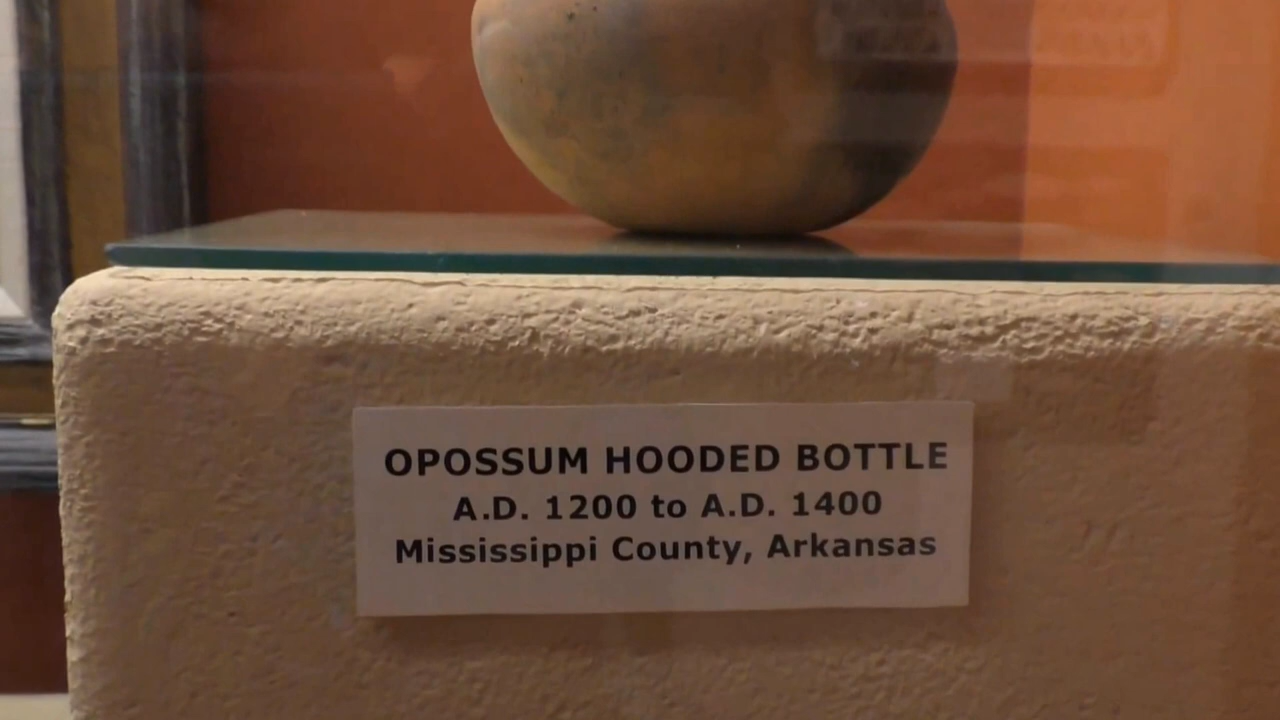 OPOSSUM HOODED BOTTLE
A.D. 1200 to A.D. 1400
Mississippi County, Arkansas